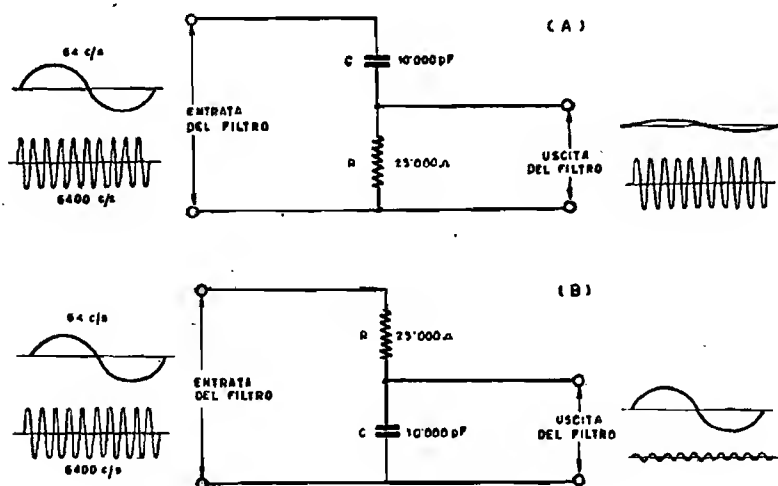 ( A )
64 c/s
C 10'000 pF
ENTRATA
DEL FILTRO
R 25'000 Ω
USCITA
DEL FILTRO
6400 c/s
( B )
64 c/s
R 25'000 Ω
ENTRATA
DEL FILTRO
C 10'000 pF
USCITA
DEL FILTRO
6400 c/s